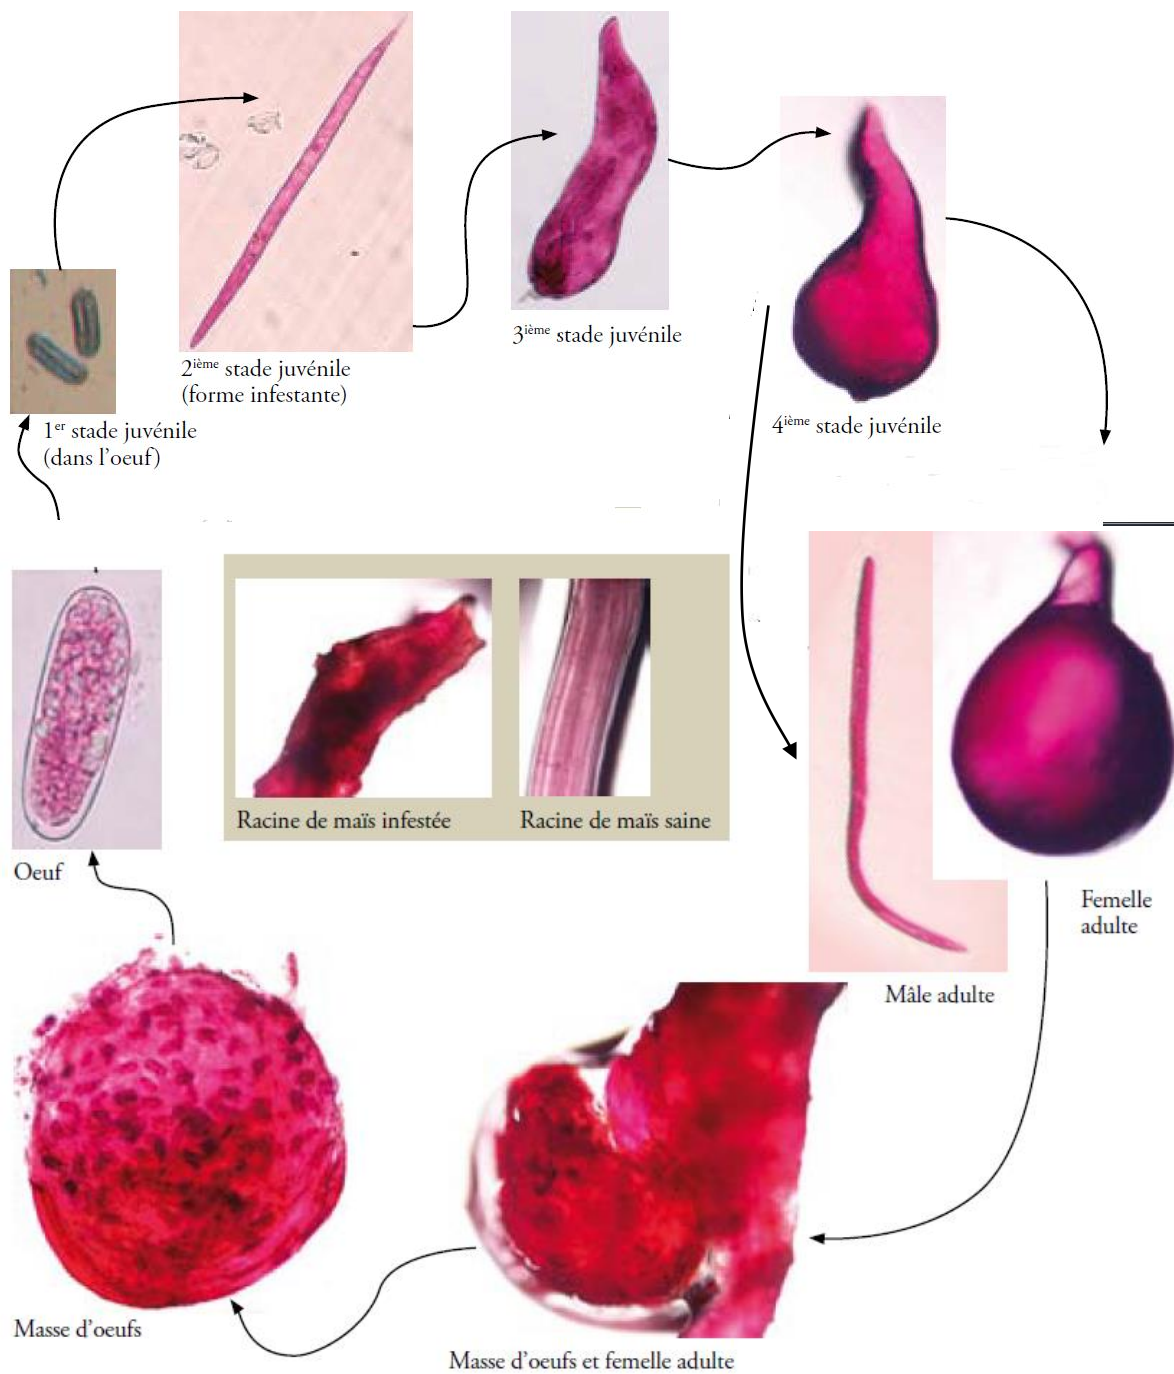 2ième stade juvénile
(forme infestante)
3ième stade juvénile
4ième stade juvénile
1er stade juvénile
(dans l'oeuf)
Racine de maïs infestée
Racine de maïs saine
Oeuf
Femelle
adulte
Mâle adulte
Masse d'oeufs
Masse d'oeufs et femelle adulte